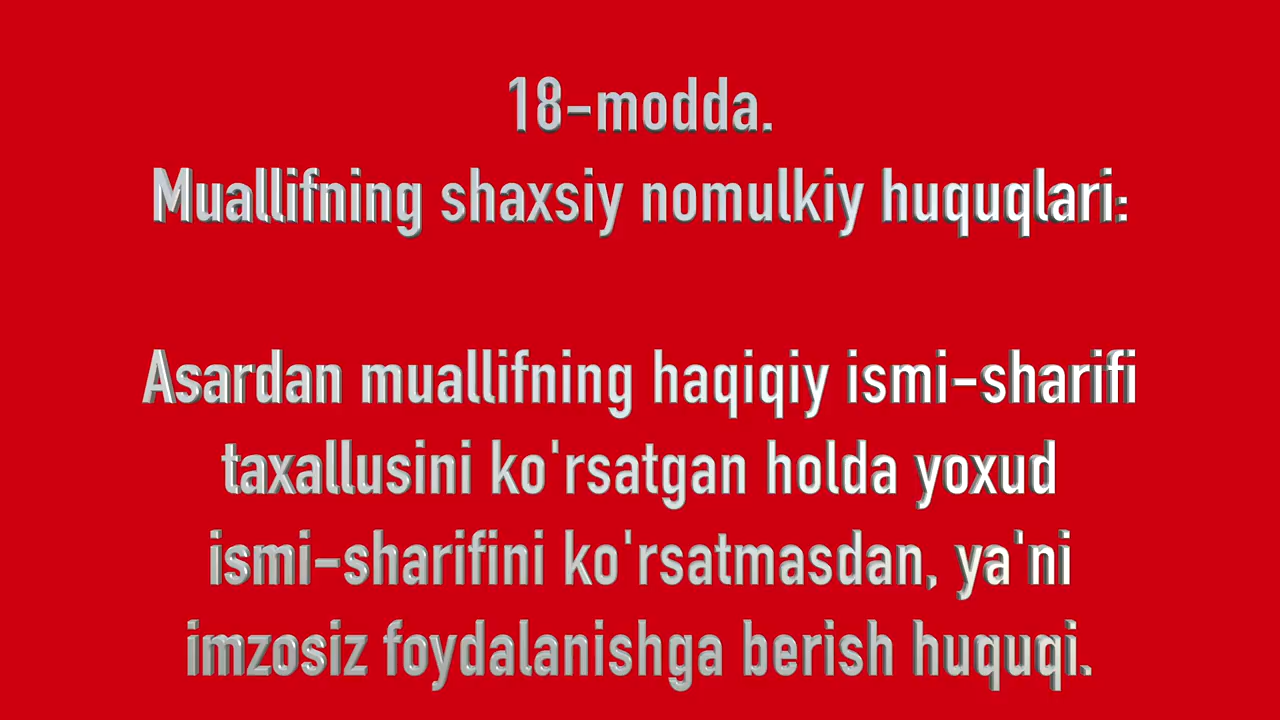 18-modda.
Muallifning shaxsiy nomulkiy huquqlari:
Asardan muallifning haqiqiy ismi-sharifi
taxallusini ko'rsatgan holda yoxud
ismi-sharifini ko'rsatmasdan, ya'ni
imzosiz foydalanishga berish huquqi.